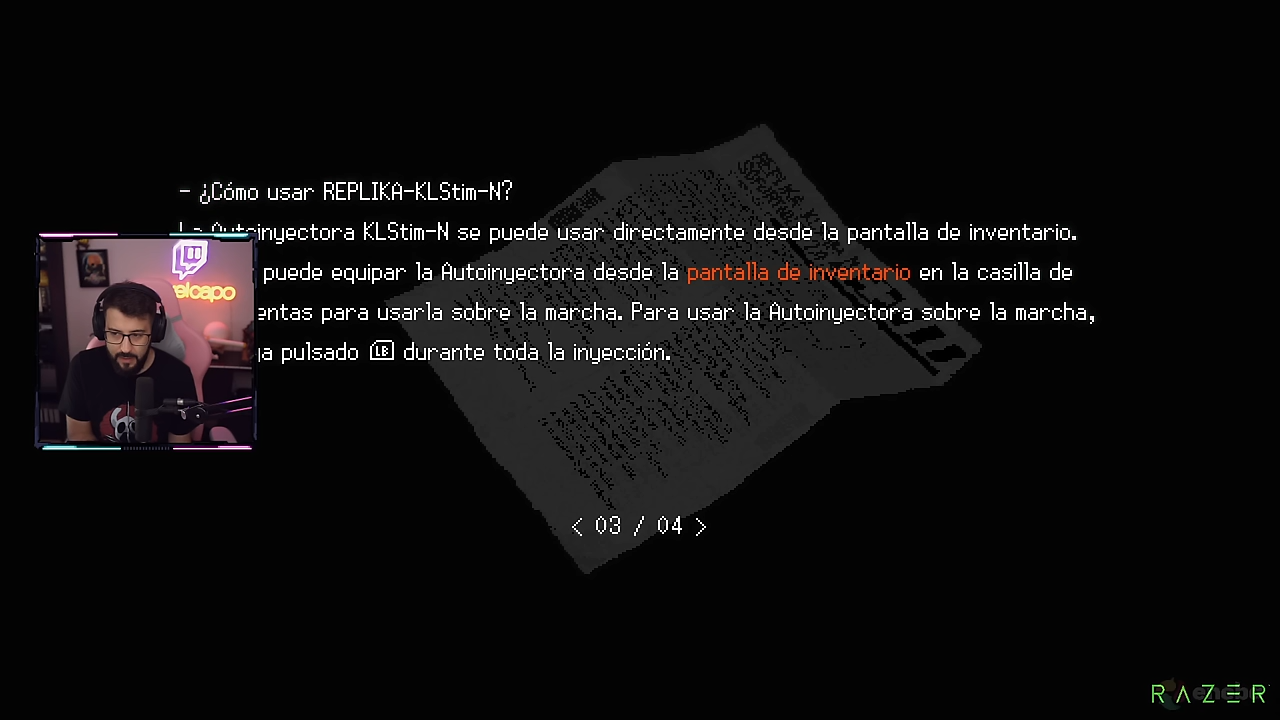 - ¿Cómo usar REPLIKA-KLStim-N?
La Autoinyectora KLStim-N se puede usar directamente desde la pantalla de inventario.
puede equipar la Autoinyectora desde la pantalla de inventario en la casilla de
para usarla sobre la marcha. Para usar la Autoinyectora sobre la marcha,
pulsado LB durante toda la inyección.
elcapo
< 03 / 04 >
RAZER